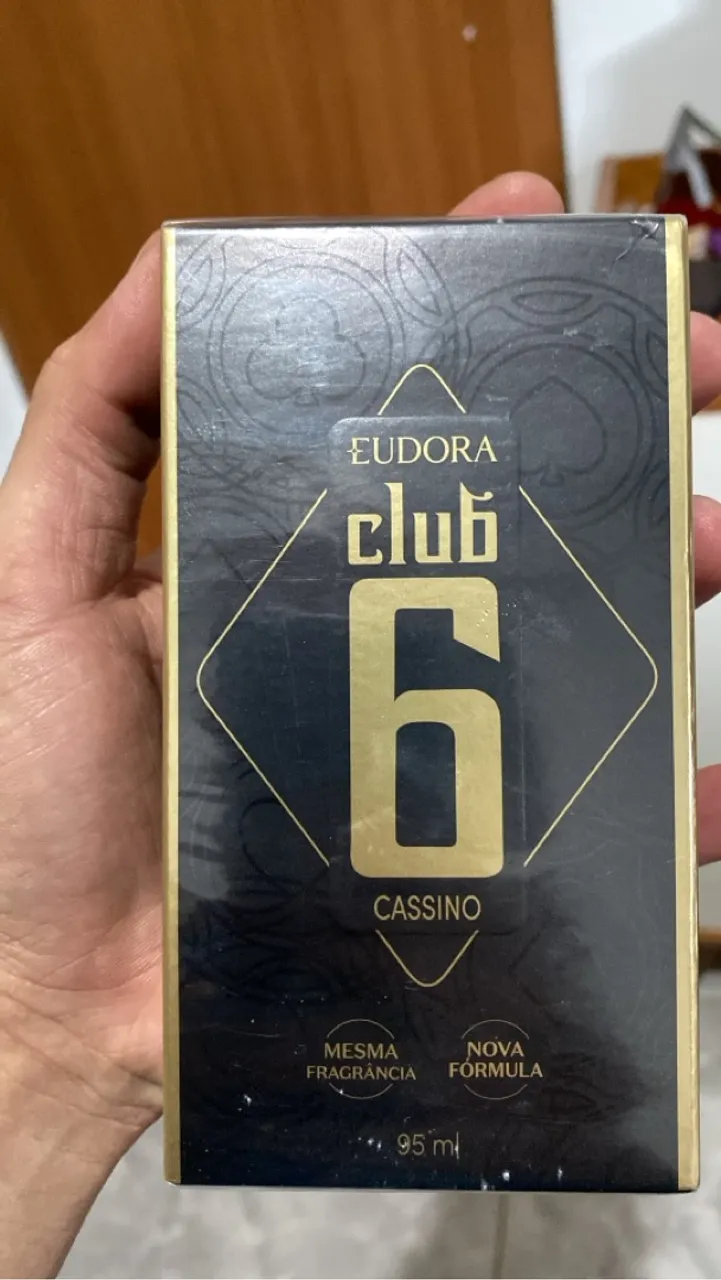 EUDORA
club
6
CASSINO
MESMA
FRAGRÂNCIA
NOVA
FÓRMULA
95 ml